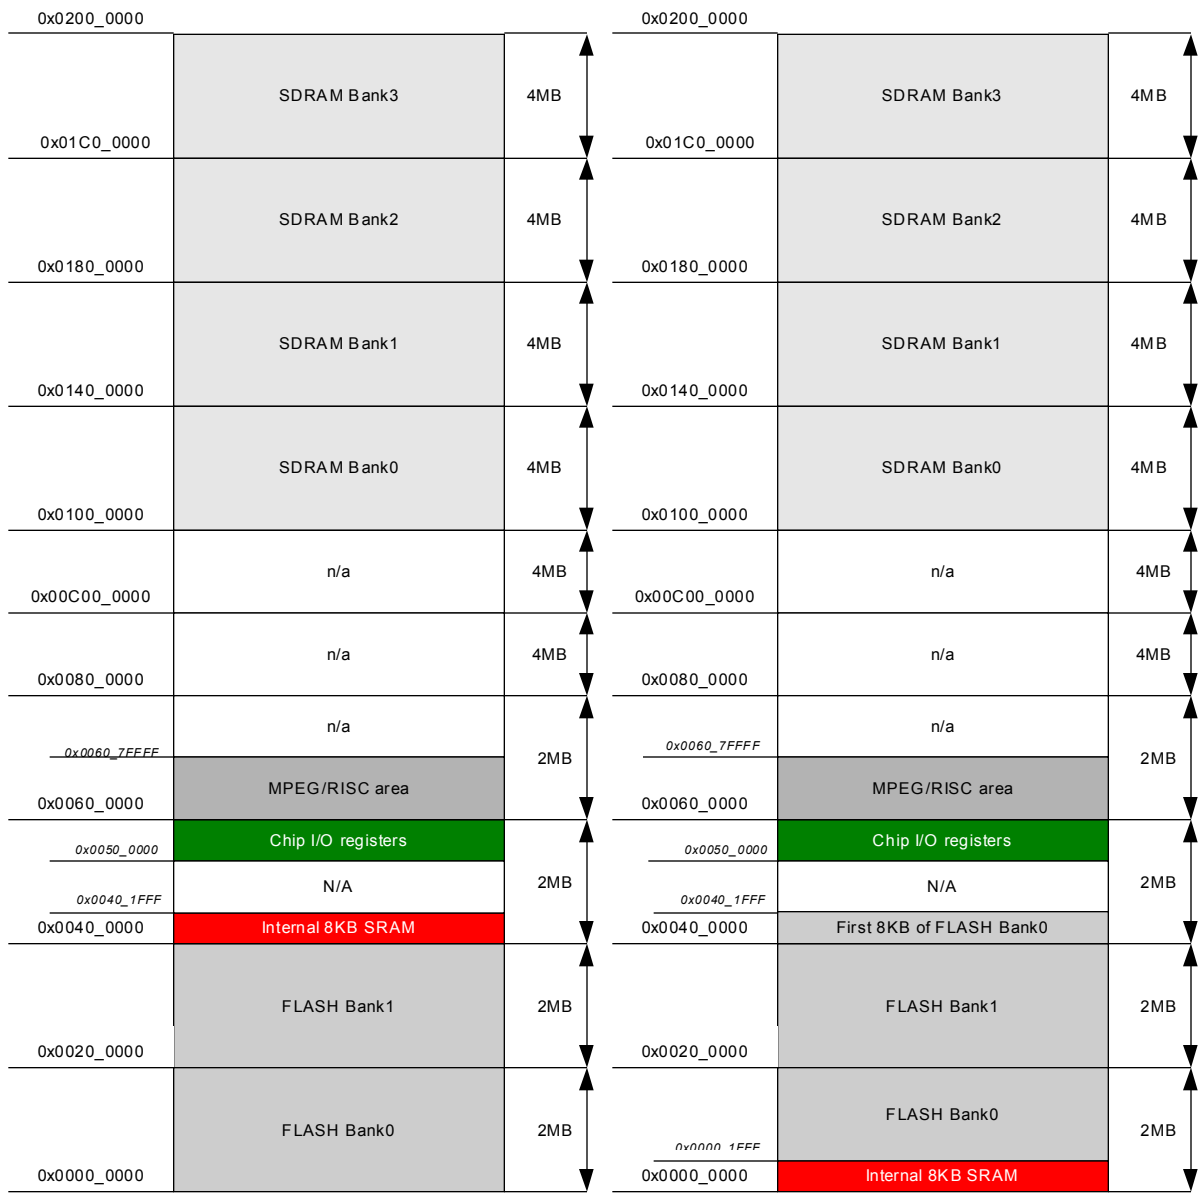 0x0200_0000
SDRAM Bank3
4MB
0x01C0_0000
SDRAM Bank2
4MB
0x0180_0000
SDRAM Bank1
4MB
0x0140_0000
SDRAM Bank0
4MB
0x0100_0000
n/a
4MB
0x00C00_0000
n/a
4MB
0x0080_0000
n/a
0x0060_7FFFF
2MB
MPEG/RISC area
0x0060_0000
Chip I/O registers
0x0050_0000
N/A
2MB
0x0040_1FFF
0x0040_0000
Internal 8KB SRAM
FLASH Bank1
2MB
0x0020_0000
FLASH Bank0
2MB
0x0000_0000
0x0200_0000
SDRAM Bank3
4MB
0x01C0_0000
SDRAM Bank2
4MB
0x0180_0000
SDRAM Bank1
4MB
0x0140_0000
SDRAM Bank0
4MB
0x0100_0000
n/a
4MB
0x00C00_0000
n/a
4MB
0x0080_0000
n/a
0x0060_7FFFF
2MB
MPEG/RISC area
0x0060_0000
Chip I/O registers
0x0050_0000
N/A
2MB
0x0040_1FFF
0x0040_0000
First 8KB of FLASH Bank0
FLASH Bank1
2MB
0x0020_0000
FLASH Bank0
2MB
0x0000_1FFF
0x0000_0000
Internal 8KB SRAM